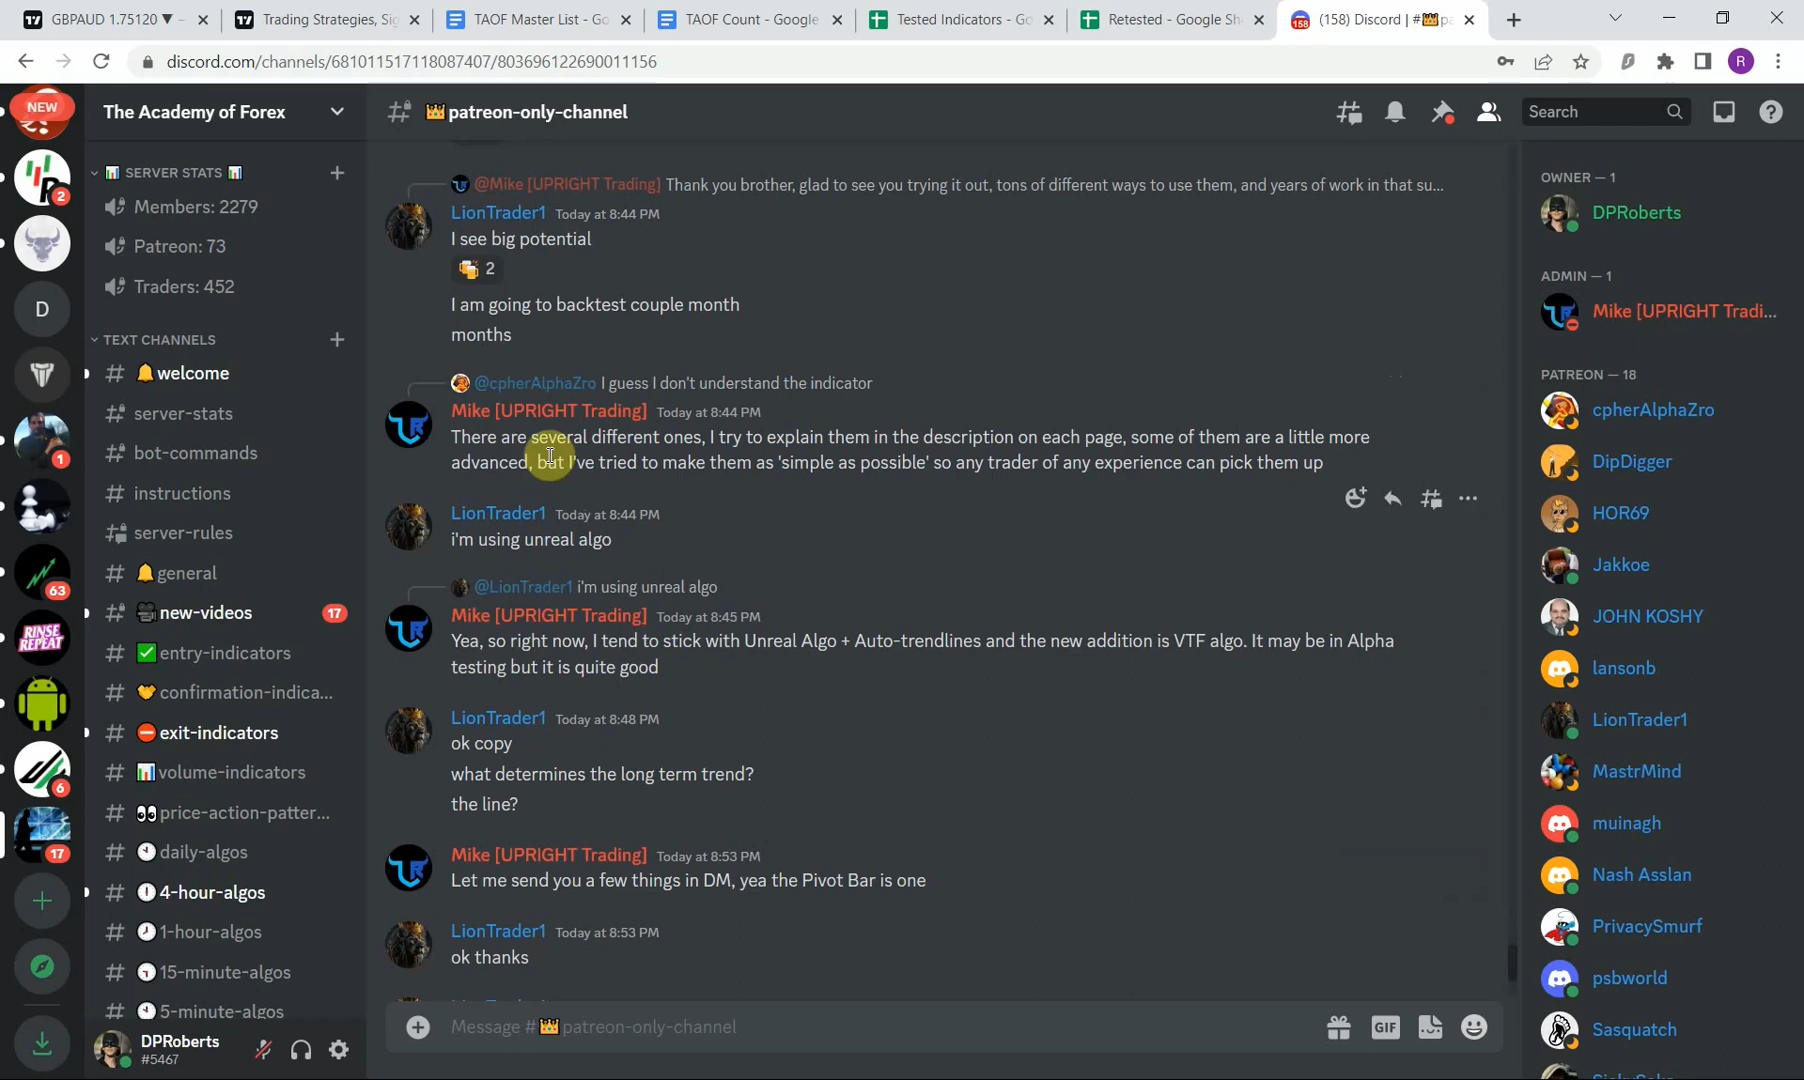 GBPAUD 1.75120 ▼
Trading Strategies, Sig
TAOF Master List - Go
TAOF Count - Google
Tested Indicators - Go
Retested - Google Sh
158
(158) Discord | #👑pa
discord.com/channels/681011517118087407/803696122690011156
R
NEW
The Academy of Forex
👑patreon-only-channel
Search
📊 SERVER STATS 📊
Members: 2279
Patreon: 73
Traders: 452
TEXT CHANNELS
🔔welcome
server-stats
bot-commands
instructions
server-rules
🔔general
🎥new-videos 17
✅entry-indicators
🤝confirmation-indica...
⛔exit-indicators
📊volume-indicators
👀price-action-patter...
🕙daily-algos
🕛4-hour-algos
🕐1-hour-algos
🕒15-minute-algos
🕙5-minute-algos
2
D
1
63
RINSE
REPEAT
6
17
DPRoberts
#5467
@Mike [UPRIGHT Trading] Thank you brother, glad to see you trying it out, tons of different ways to use them, and years of work in that su...
LionTrader1 Today at 8:44 PM
I see big potential
🍻 2
I am going to backtest couple month
months
@cpherAlphaZro I guess I don't understand the indicator
Mike [UPRIGHT Trading] Today at 8:44 PM
There are several different ones, I try to explain them in the description on each page, some of them are a little more
advanced, but I've tried to make them as 'simple as possible' so any trader of any experience can pick them up
LionTrader1 Today at 8:44 PM
i'm using unreal algo
@LionTrader1 i'm using unreal algo
Mike [UPRIGHT Trading] Today at 8:45 PM
Yea, so right now, I tend to stick with Unreal Algo + Auto-trendlines and the new addition is VTF algo. It may be in Alpha
testing but it is quite good
LionTrader1 Today at 8:48 PM
ok copy
what determines the long term trend?
the line?
Mike [UPRIGHT Trading] Today at 8:53 PM
Let me send you a few things in DM, yea the Pivot Bar is one
LionTrader1 Today at 8:53 PM
ok thanks
Message #👑patreon-only-channel
GIF
OWNER — 1
DPRoberts
ADMIN — 1
Mike [UPRIGHT Tradi...
PATREON — 18
cpherAlphaZro
DipDigger
HOR69
Jakkoe
JOHN KOSHY
lansonb
LionTrader1
MastrMind
muinagh
Nash Asslan
PrivacySmurf
psbworld
Sasquatch